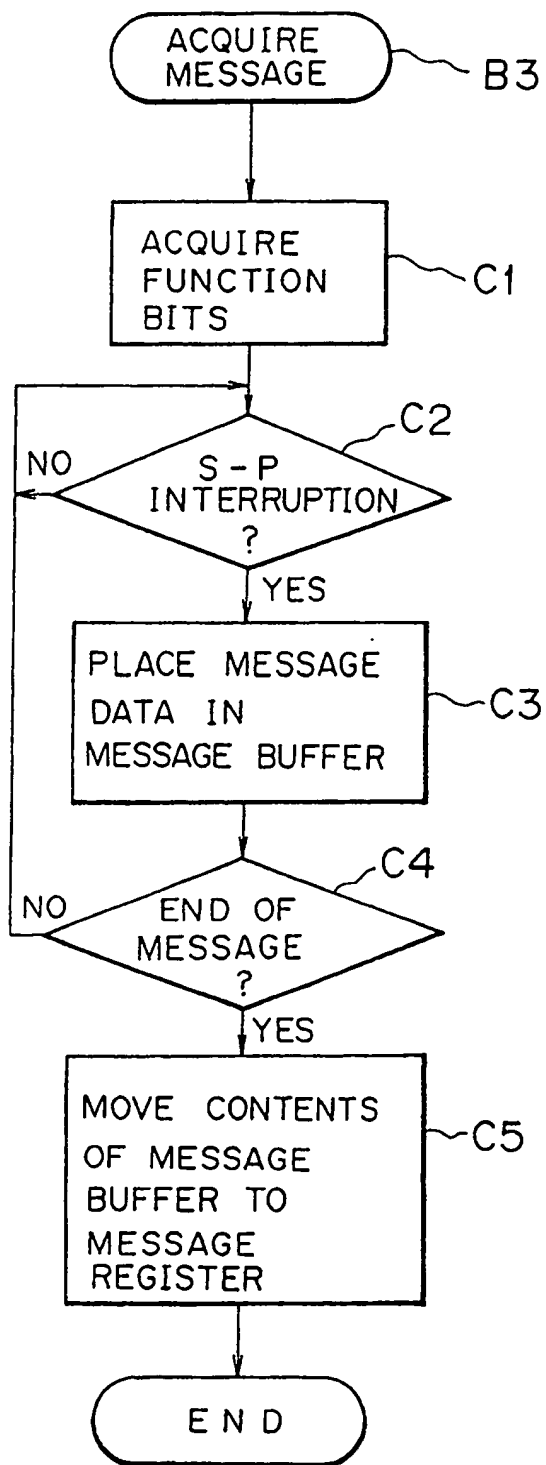 ACQUIRE
MESSAGE
B3
ACQUIRE
FUNCTION
BITS
C1
C2
NO
S-P
INTERRUPTION
?
YES
PLACE MESSAGE
DATA IN
MESSAGE BUFFER
C3
C4
NO
END OF
MESSAGE
?
YES
MOVE CONTENTS
OF MESSAGE
BUFFER TO
MESSAGE
REGISTER
C5
END